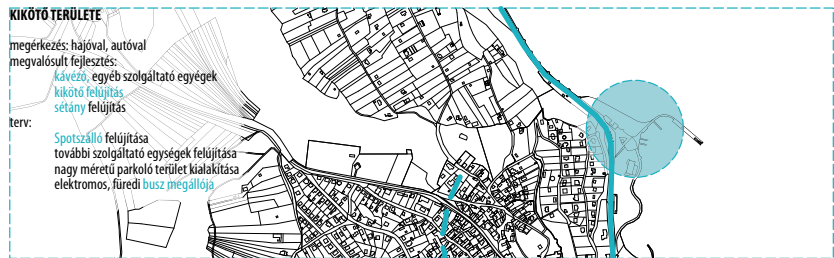 KIKÖTŐ TERÜLETE
megérkezés: hajóval, autóval
megvalósult fejlesztés:
kávézó, egyéb szolgáltató egyégek
kikötő felújítás
sétány felújítás
terv:
Spotszálló felújítása
további szolgáltató egységek felújítása
nagy méretű parkoló terület kialakítása
elektromos, füredi busz megállója